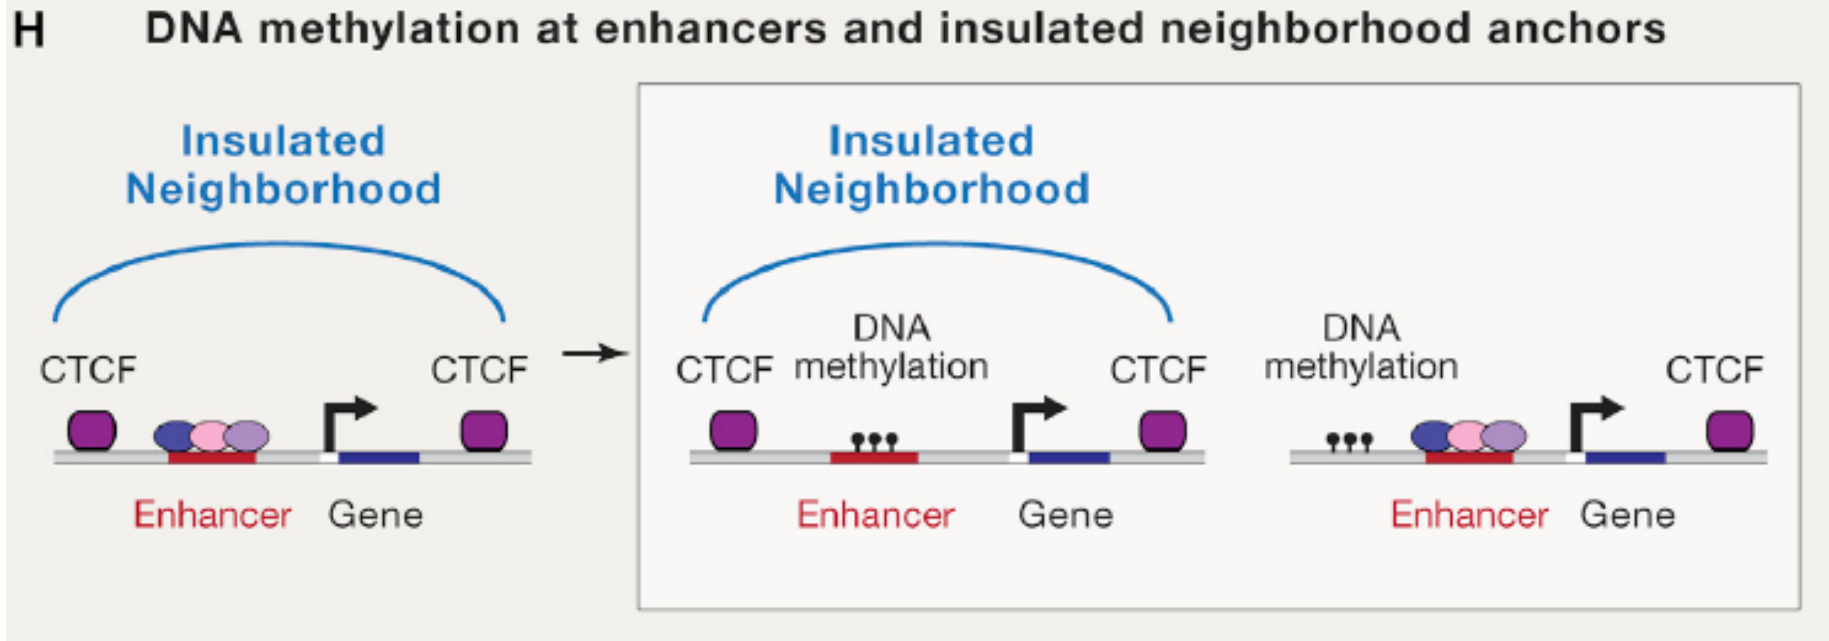 H DNA methylation at enhancers and insulated neighborhood anchors
Insulated
Neighborhood
CTCF
CTCF
Enhancer
Gene
Insulated
Neighborhood
DNA
methylation
CTCF
CTCF
Enhancer
Gene
DNA
methylation
CTCF
Enhancer
Gene